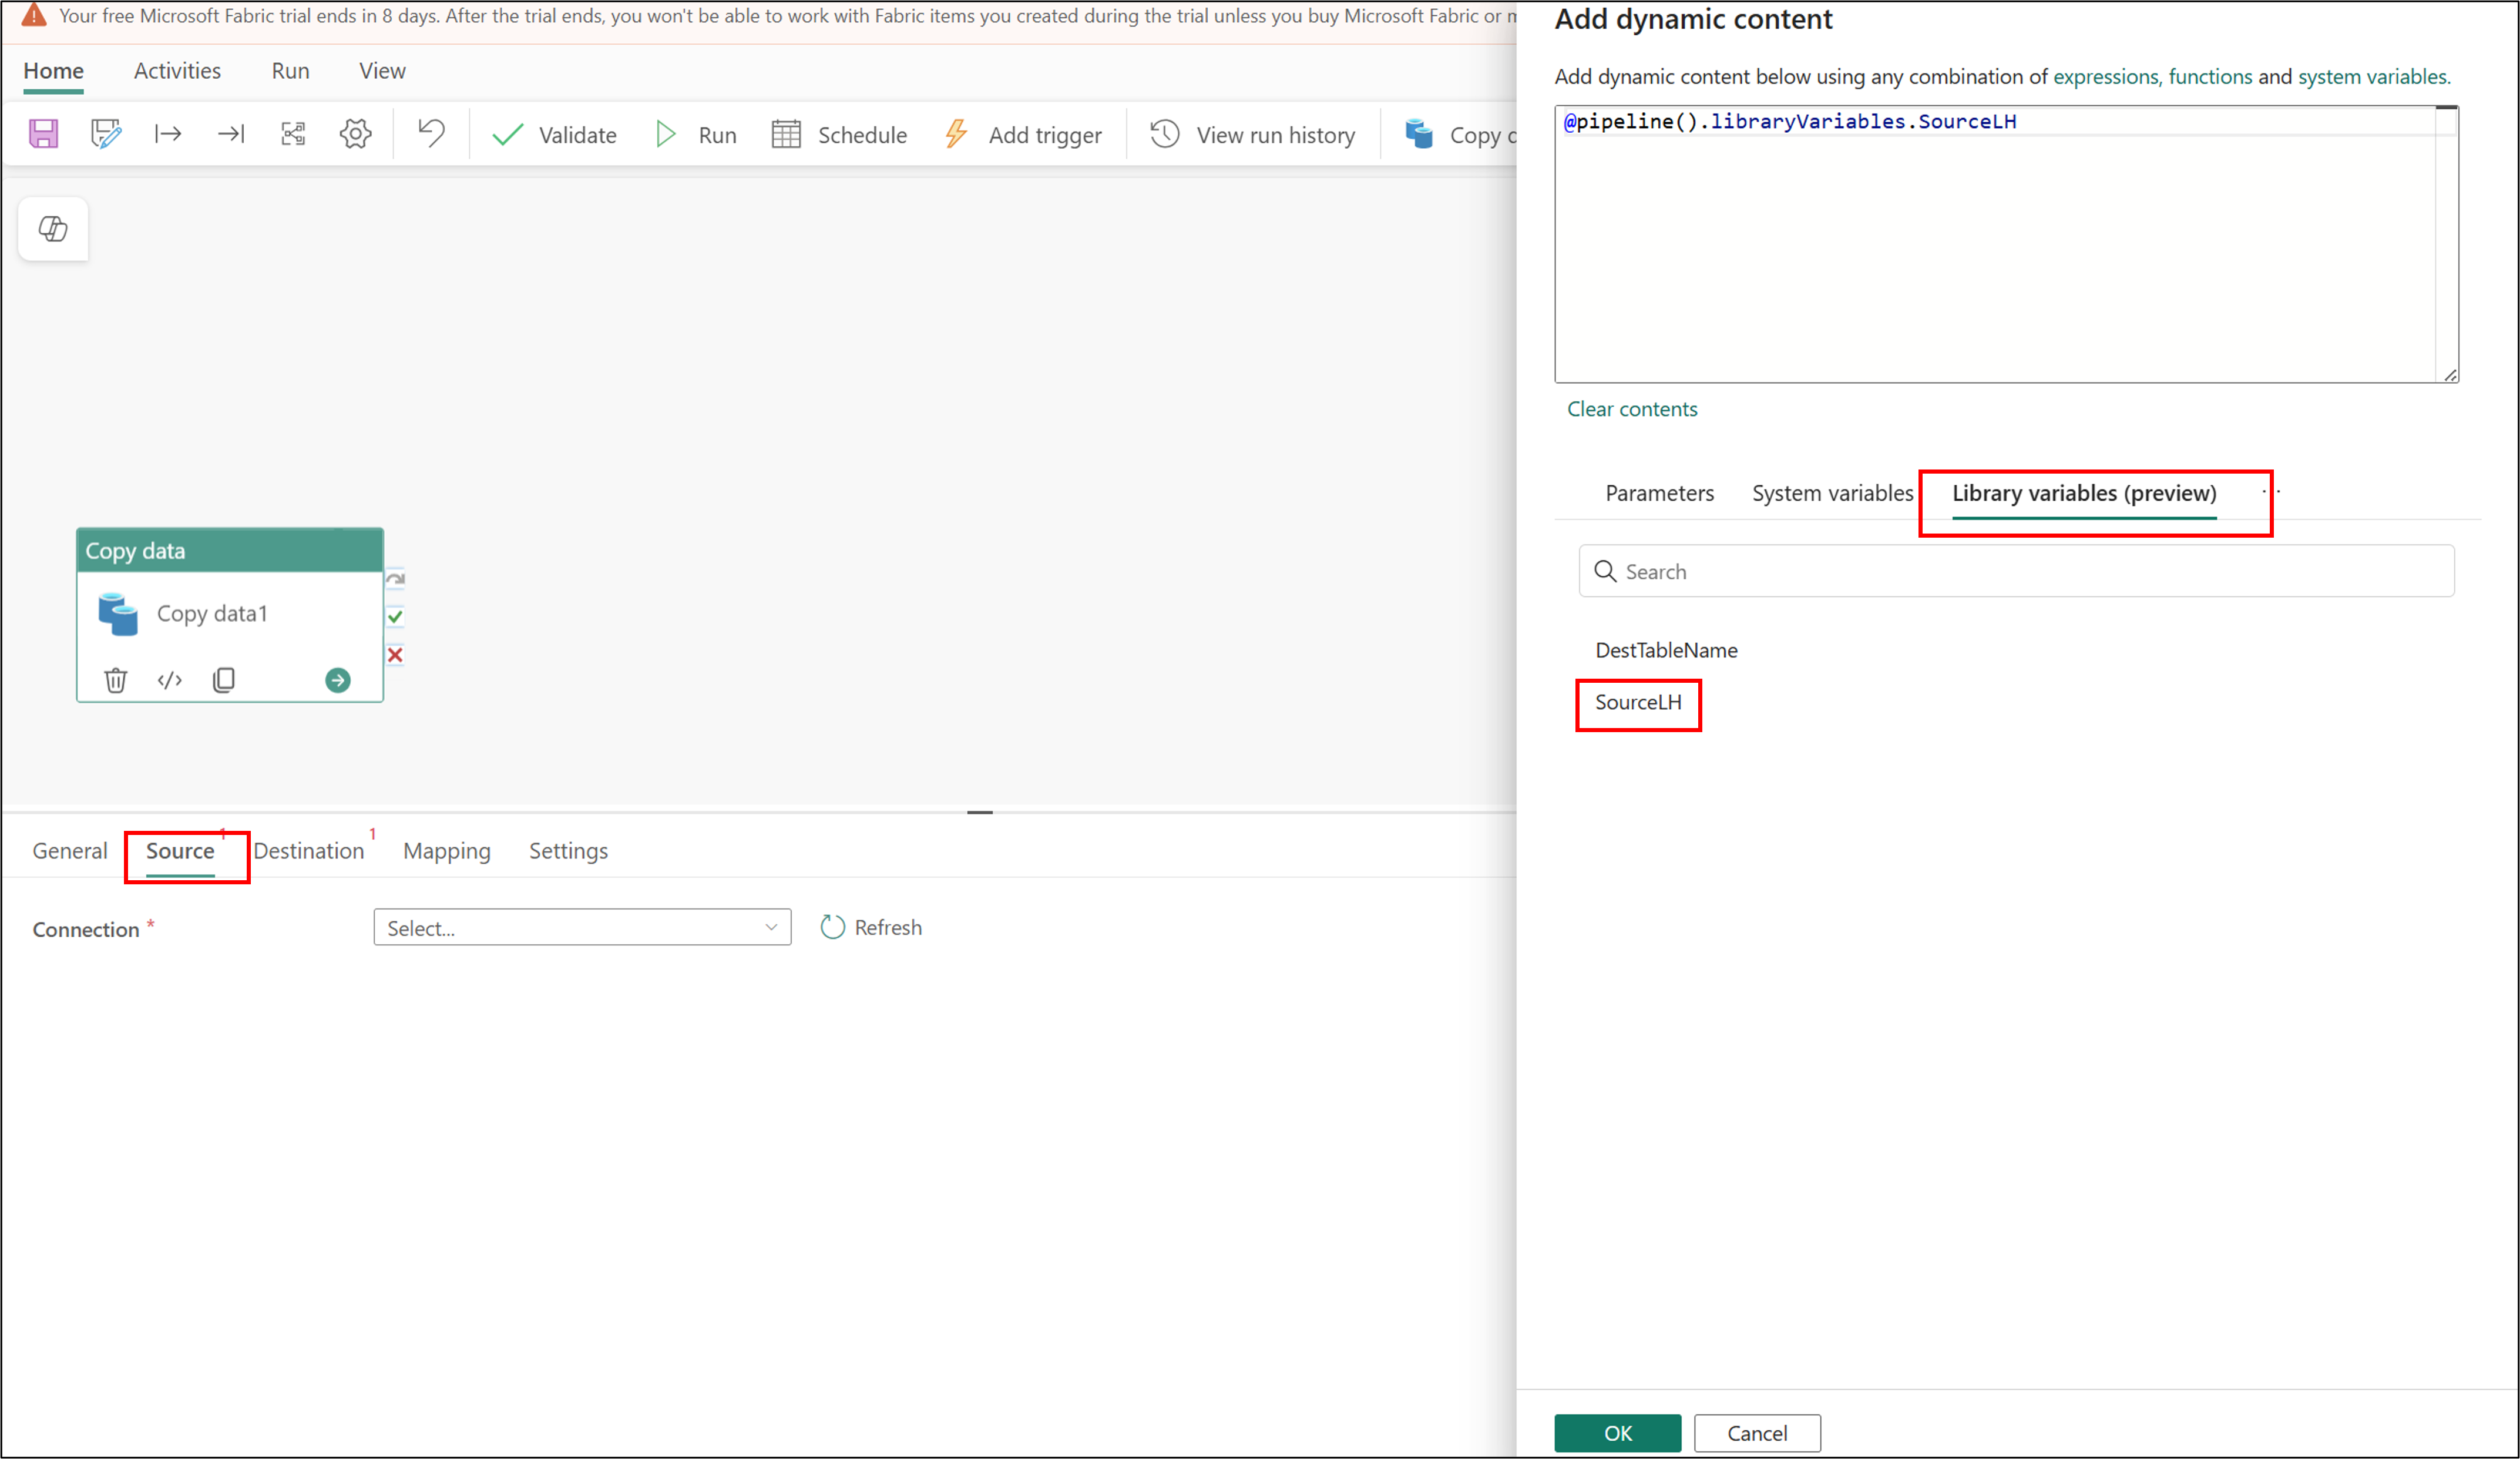 Your free Microsoft Fabric trial ends in 8 days. After the trial ends, you won't be able to work with Fabric items you created during the trial unless you buy Microsoft Fabric or
Home Activities Run View
Validate Run Schedule Add trigger View run history Copy
Copy data
Copy data1
General Source 1 Destination 1 Mapping Settings
Connection * Select... Refresh
Add dynamic content
Add dynamic content below using any combination of expressions, functions and system variables.
@pipeline().libraryVariables.SourceLH
Clear contents
Parameters System variables Library variables (preview) ...
Search
DestTableName
SourceLH
OK Cancel